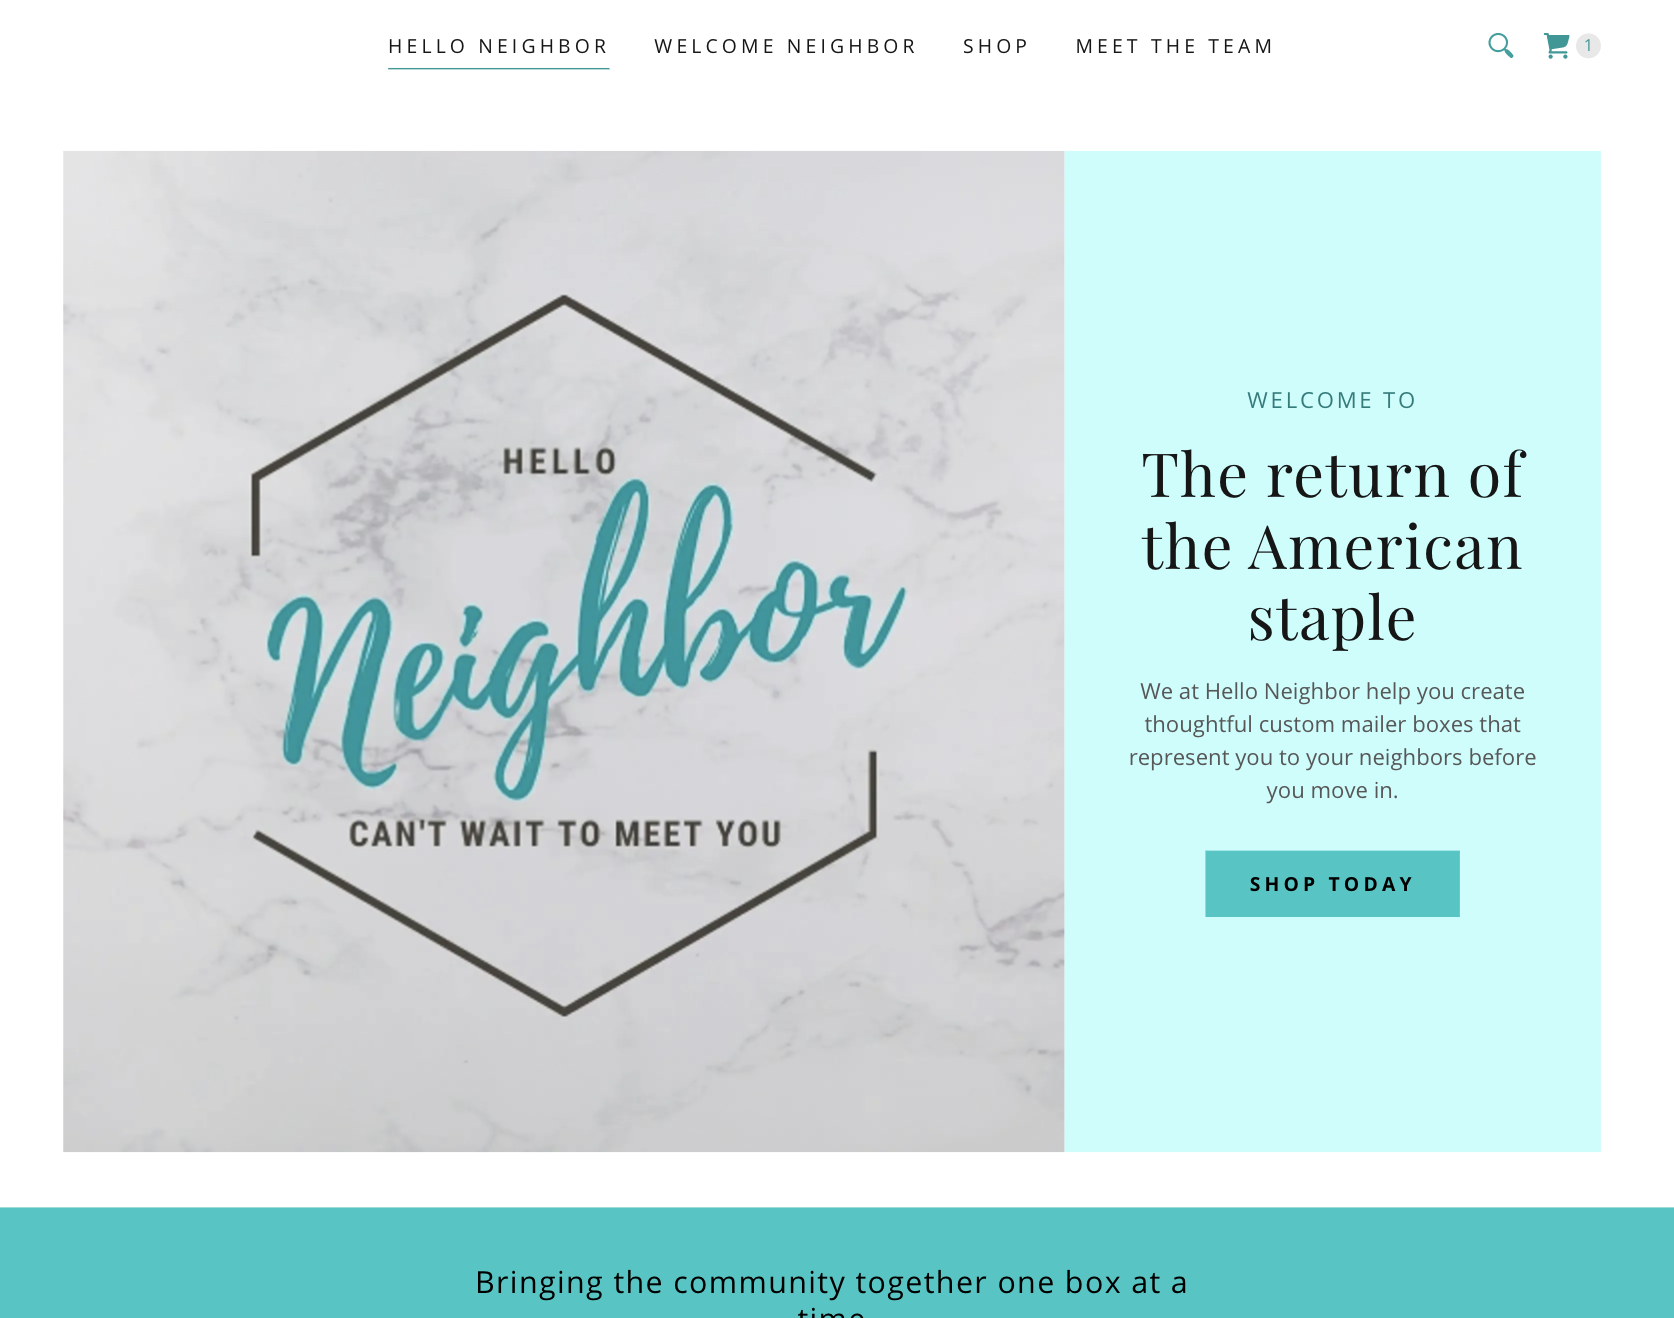 HELLO NEIGHBOR WELCOME NEIGHBOR SHOP MEET THE TEAM 1
HELLO
Neighbor
CAN'T WAIT TO MEET YOU
WELCOME TO
The return of
the American
staple
We at Hello Neighbor help you create
thoughtful custom mailer boxes that
represent you to your neighbors before
you move in.
SHOP TODAY
Bringing the community together one box at a
time